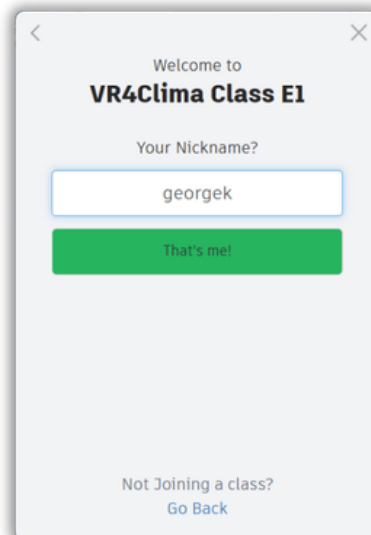 Welcome to
VR4Clima Class E1
Your Nickname?
georgek
That's me!
Not Joining a class?
Go Back